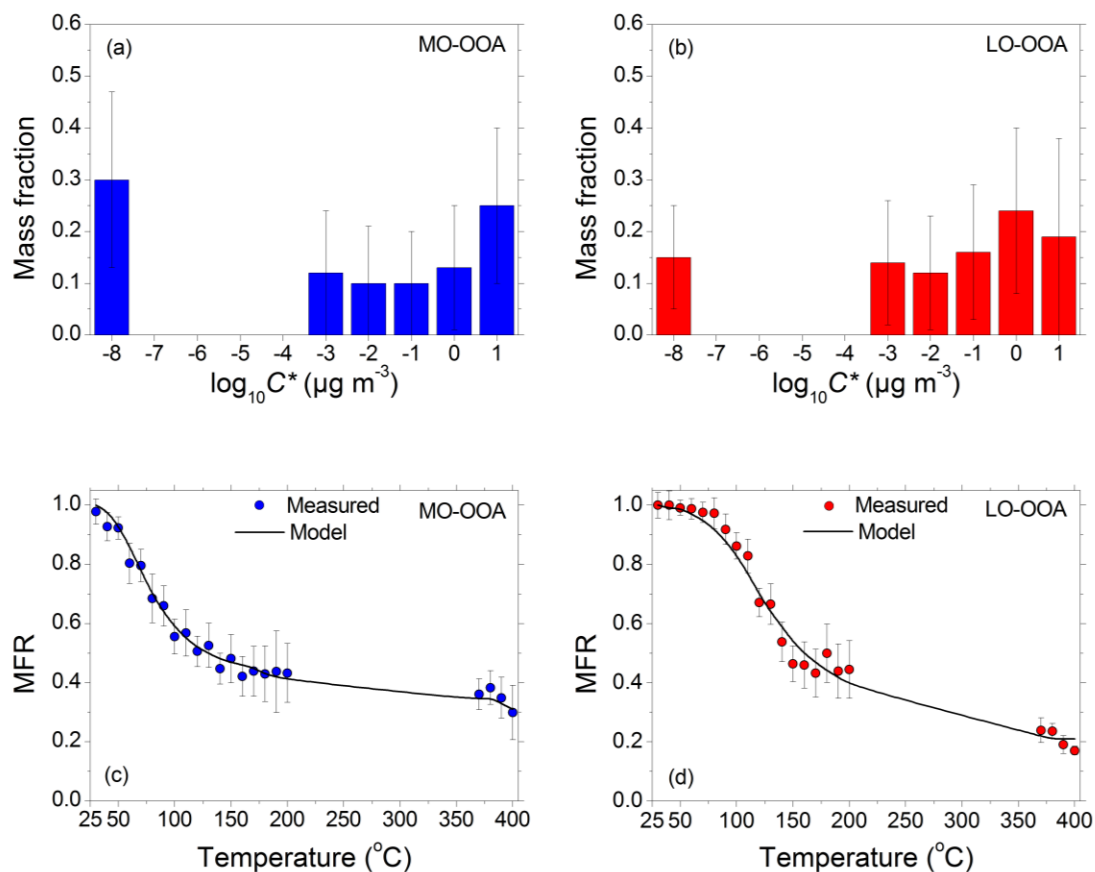 (a) MO-OOA
Mass fraction
0.6
0.5
0.4
0.3
0.2
0.1
0.0
-8 -7 -6 -5 -4 -3 -2 -1 0 1
log₁₀C* (µg m⁻³)
(b) LO-OOA
Mass fraction
0.6
0.5
0.4
0.3
0.2
0.1
0.0
-8 -7 -6 -5 -4 -3 -2 -1 0 1
log₁₀C* (µg m⁻³)
Measured MO-OOA
Model
MFR
1.0
0.8
0.6
0.4
0.2
0.0
(c)
25 50 100 150 200 350 400
Temperature (°C)
Measured LO-OOA
Model
MFR
1.0
0.8
0.6
0.4
0.2
0.0
(d)
25 50 100 150 200 350 400
Temperature (°C)